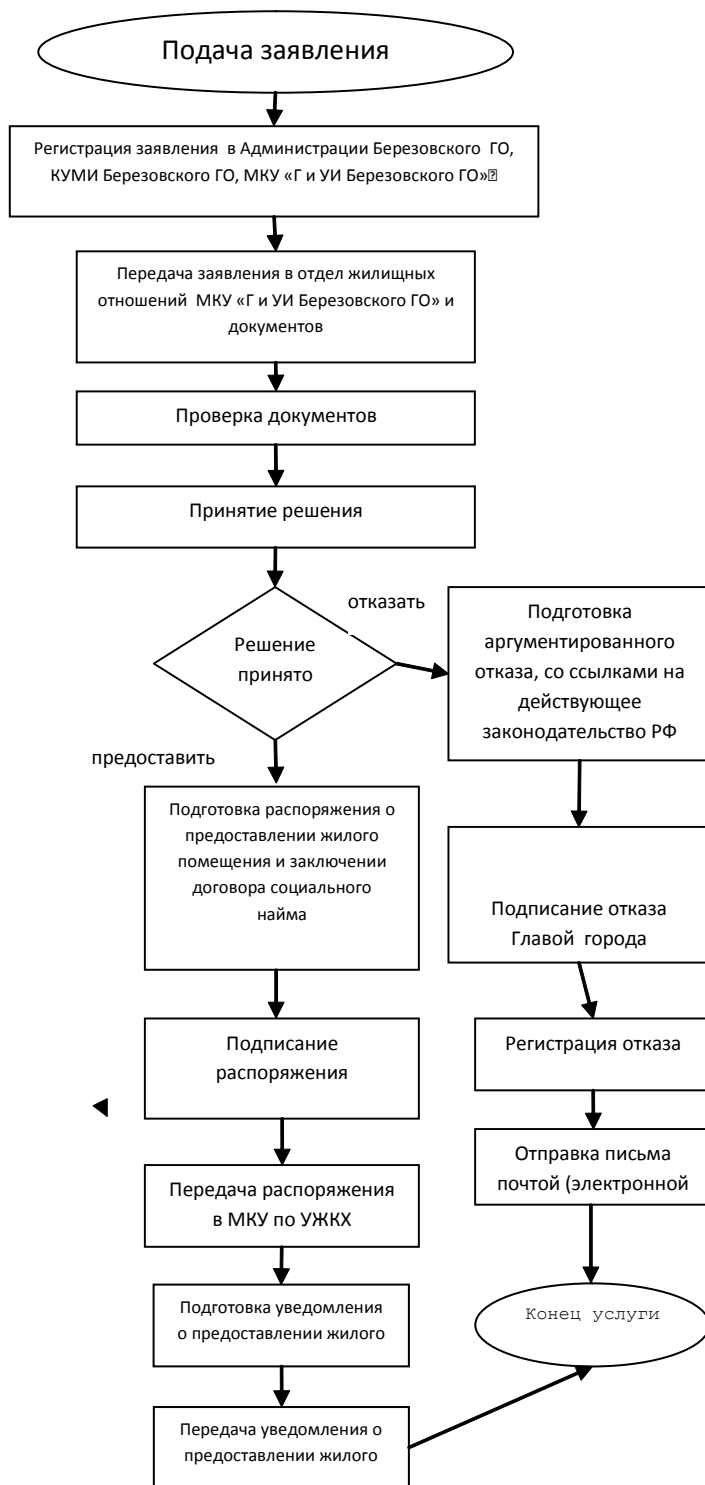 Подача заявления
Регистрация заявления в Администрации Березовского ГО,
КУМИ Березовского ГО, МКУ «Г и УИ Березовского ГО»
Передача заявления в отдел жилищных
отношений МКУ «Г и УИ Березовского ГО» и
документов
Проверка документов
Принятие решения
Решение
принято
отказать
Подготовка
аргументированного
отказа, со ссылками на
действующее
законодательство РФ
предоставить
Подготовка распоряжения о
предоставлении жилого
помещения и заключении
договора социального
найма
Подписание отказа
Главой города
Подписание
распоряжения
Регистрация отказа
Передача распоряжения
в МКУ по УЖКХ
Отправка письма
почтой (электронной
Подготовка уведомления
о предоставлении жилого
Конец услуги
Передача уведомления о
предоставлении жилого